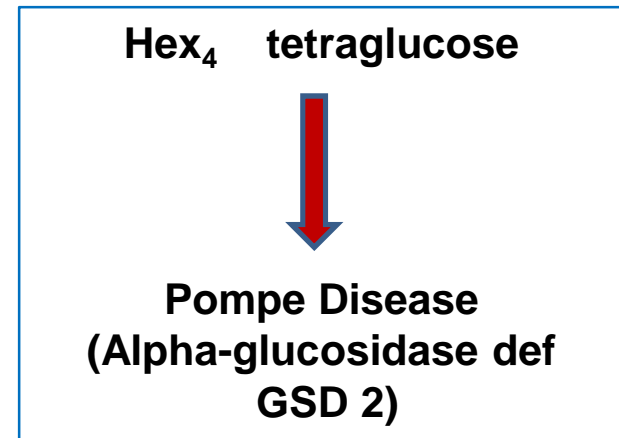 Hex₄ tetraglucose
Pompe Disease
(Alpha-glucosidase def
GSD 2)